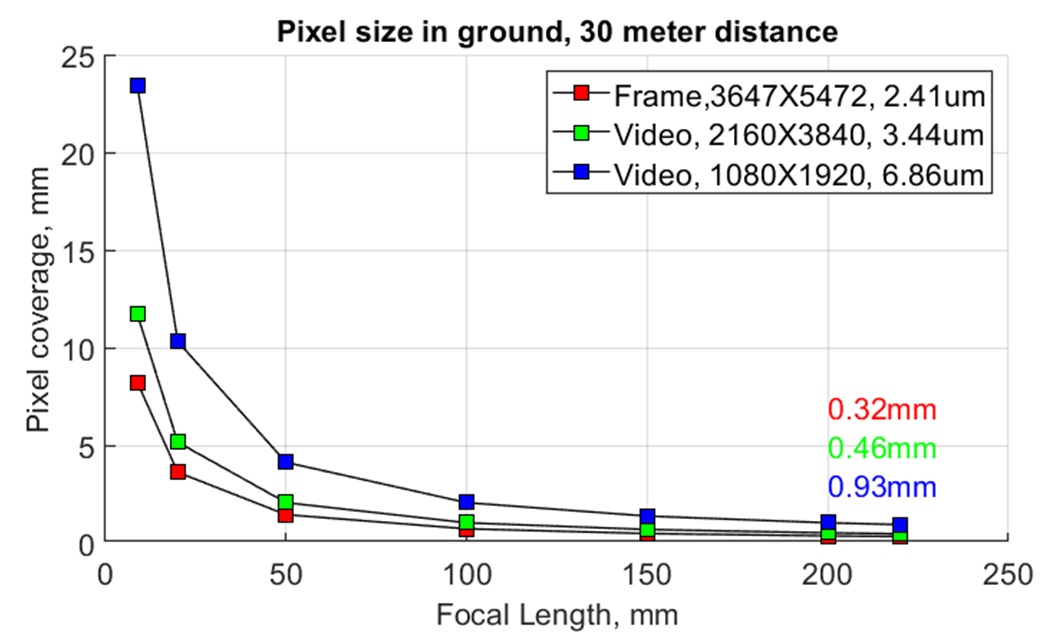 Pixel size in ground, 30 meter distance
Frame,3647X5472, 2.41um
Video, 2160X3840, 3.44um
Video, 1080X1920, 6.86um
25
20
15
10
5
0
Pixel coverage, mm
0.32mm
0.46mm
0.93mm
0 50 100 150 200 250
Focal Length, mm